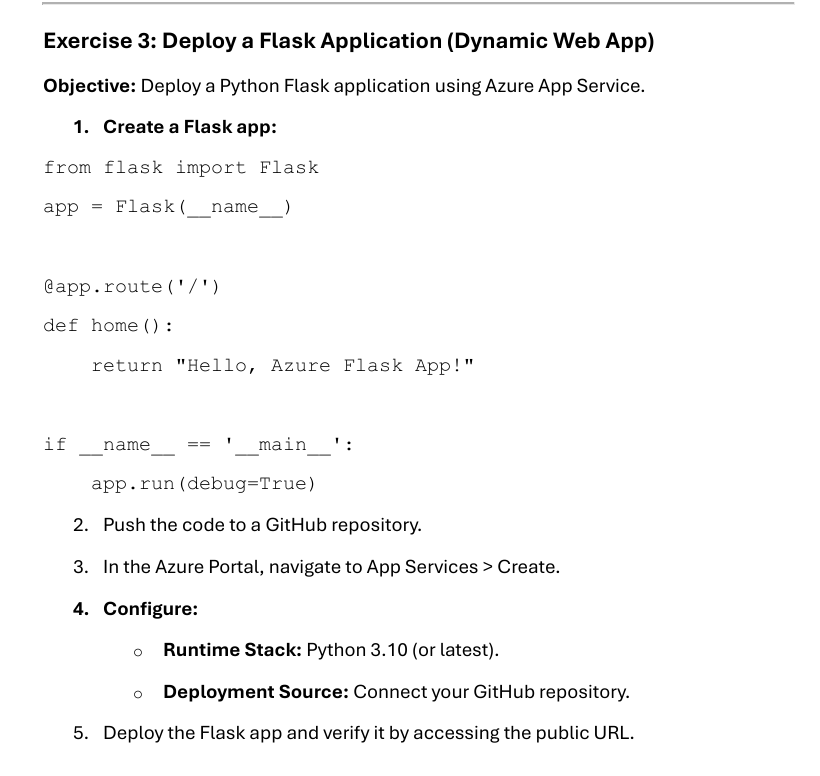 Exercise 3: Deploy a Flask Application (Dynamic Web App)
Objective: Deploy a Python Flask application using Azure App Service.
1. Create a Flask app:
from flask import Flask
app = Flask(__name__)
@app.route('/')
def home():
    return "Hello, Azure Flask App!"
if __name__ == '__main__':
    app.run(debug=True)
2. Push the code to a GitHub repository.
3. In the Azure Portal, navigate to App Services > Create.
4. Configure:
o Runtime Stack: Python 3.10 (or latest).
o Deployment Source: Connect your GitHub repository.
5. Deploy the Flask app and verify it by accessing the public URL.